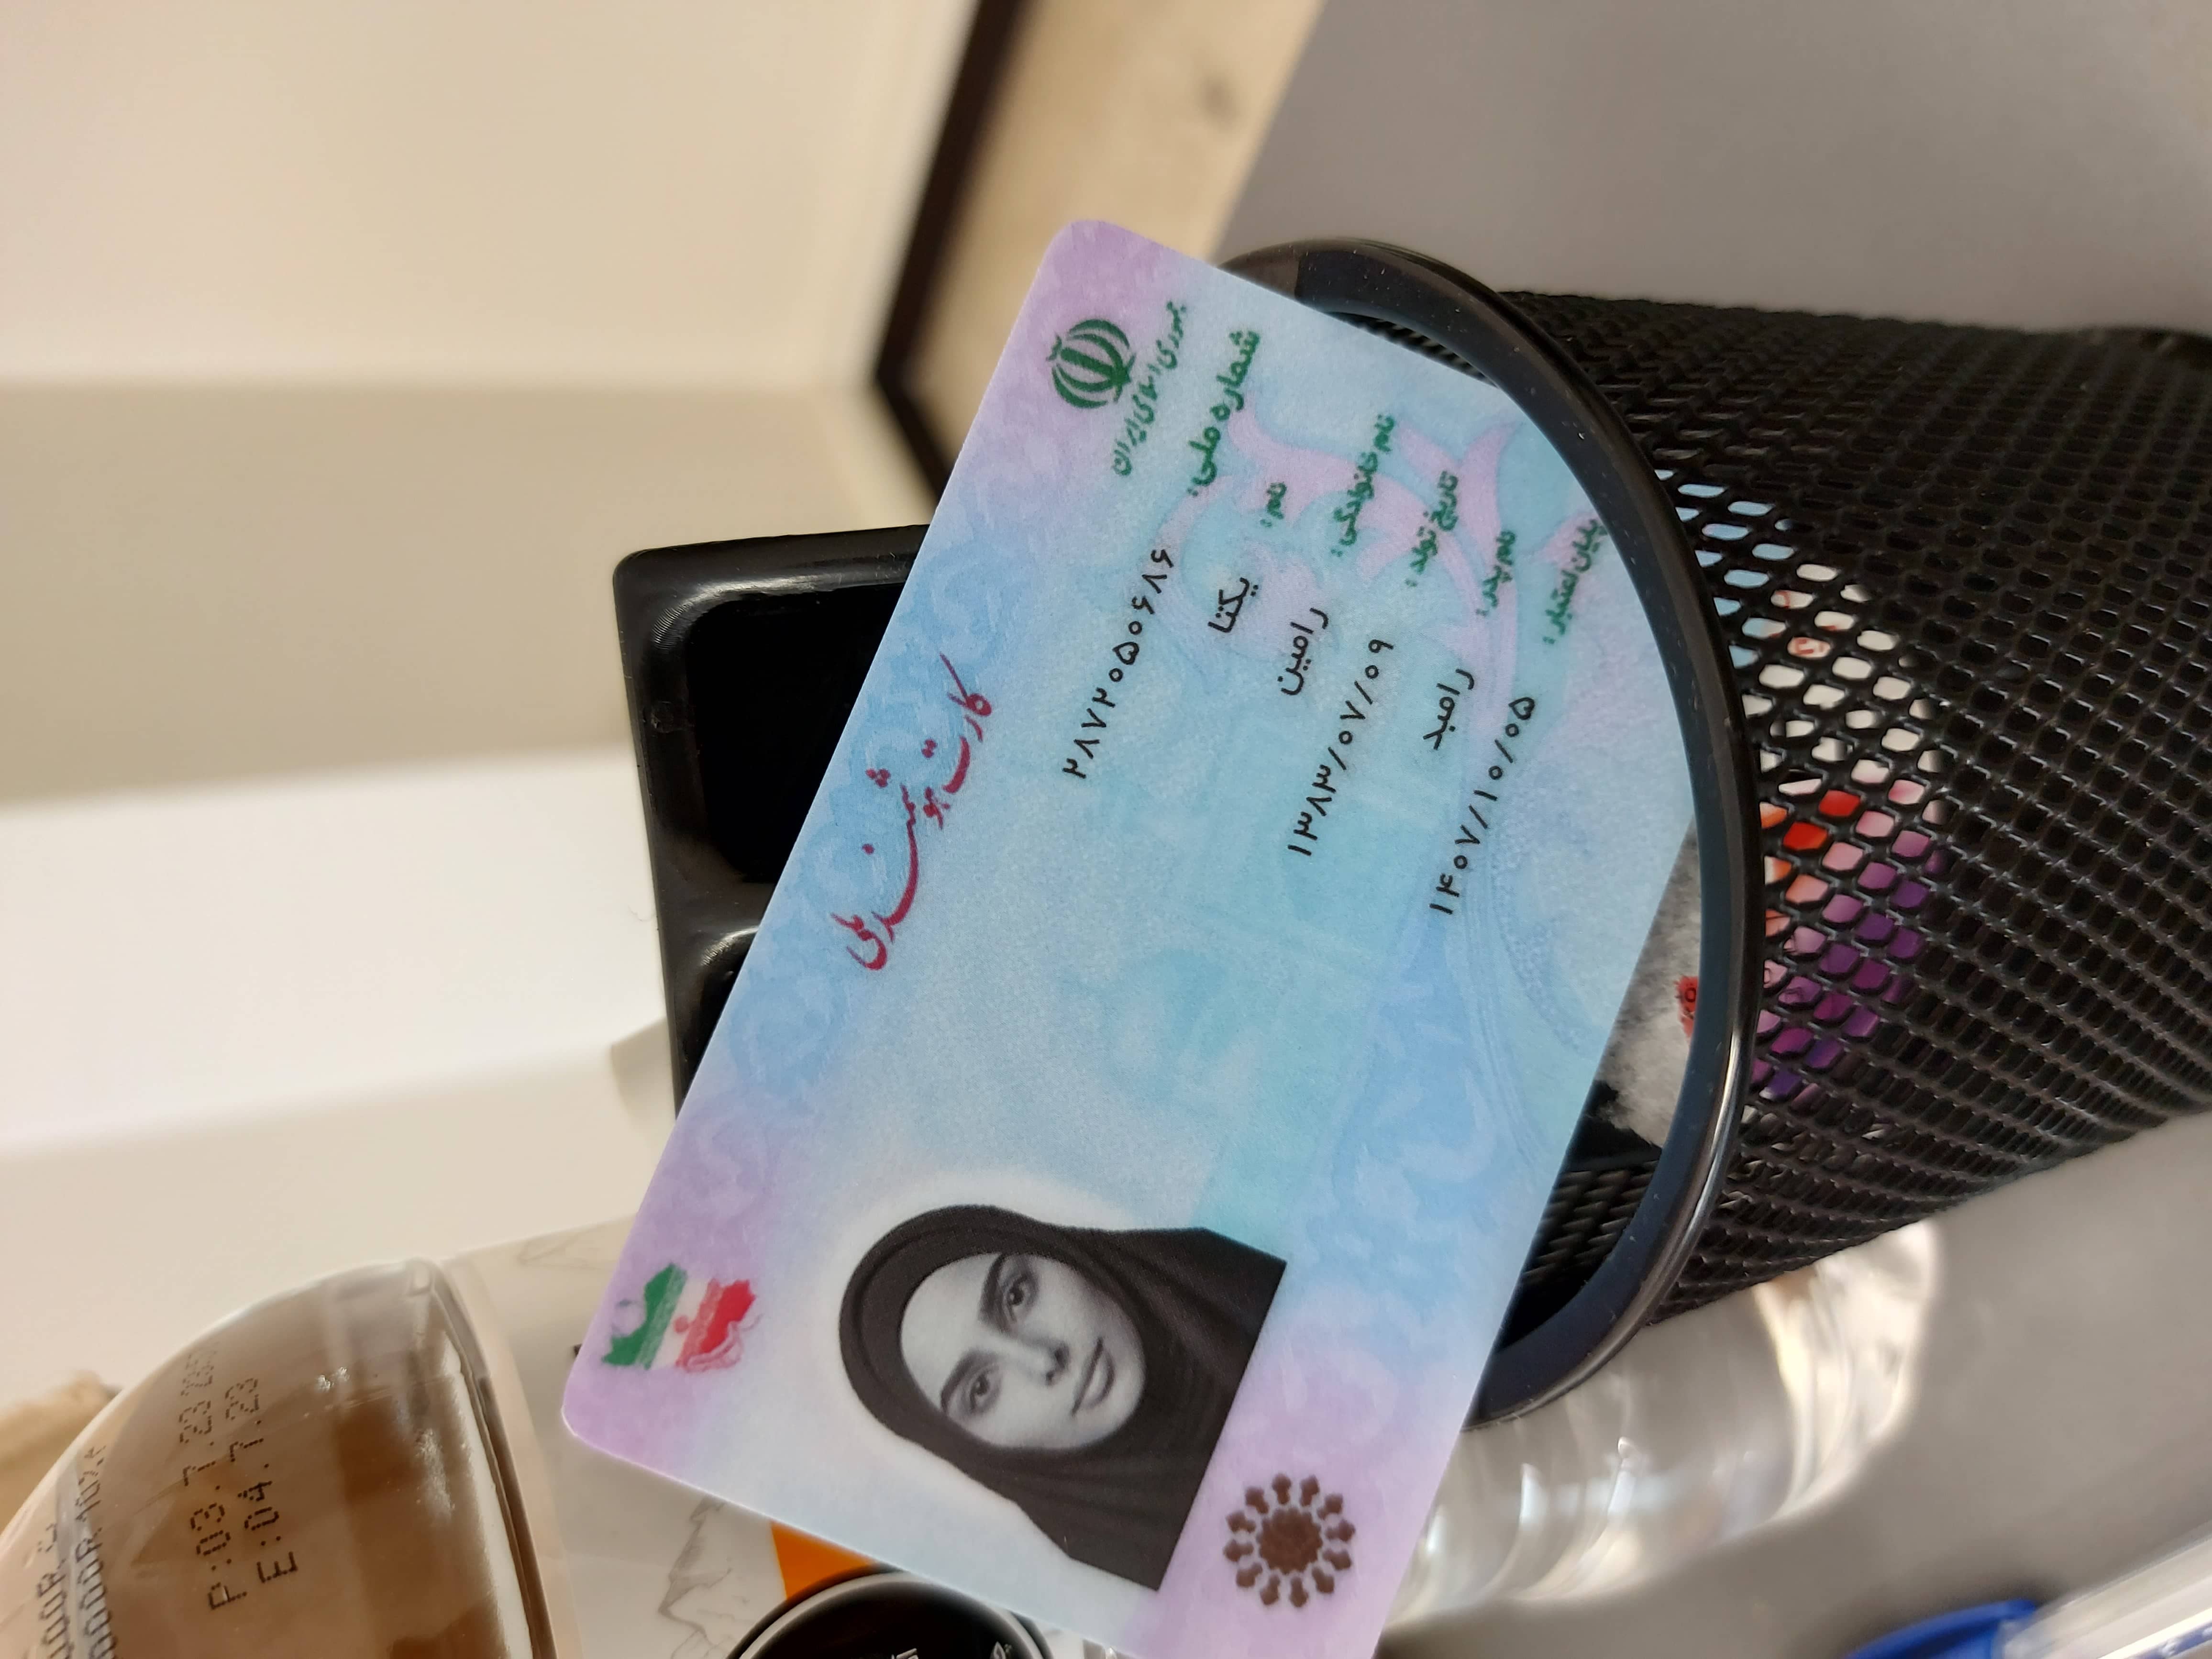 جمهوری اسلامی ایران
کارت هوشمند ملی
شماره ملی: ۲۸۷۲۰۵۰۶۸۶
نام: یکتا
نام خانوادگی: رامین
تاریخ تولد: ۱۳۸۳/۰۷/۰۹
نام پدر: رامبد
پایان اعتبار: ۱۴۰۷/۱۰/۰۵
P:03.7.23
E:04.7.23